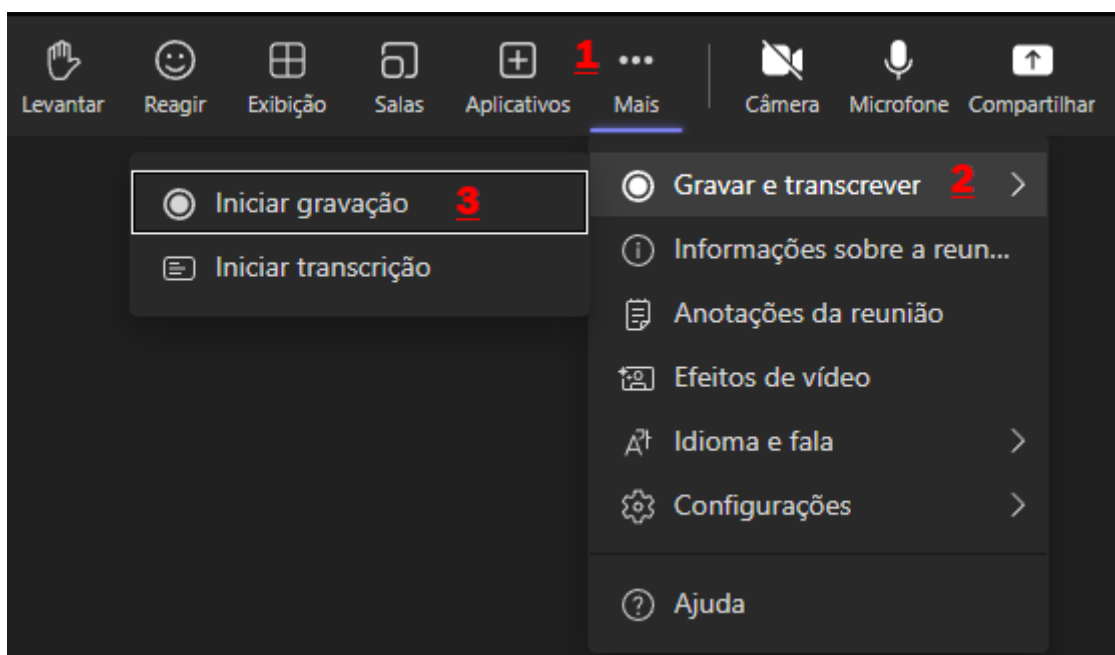 1
Levantar Reagir Exibição Salas Aplicativos Mais Câmera Microfone Compartilhar
Gravar e transcrever 2
Iniciar gravação 3
Informações sobre a reun...
Iniciar transcrição
Anotações da reunião
Efeitos de vídeo
Idioma e fala
Configurações
Ajuda